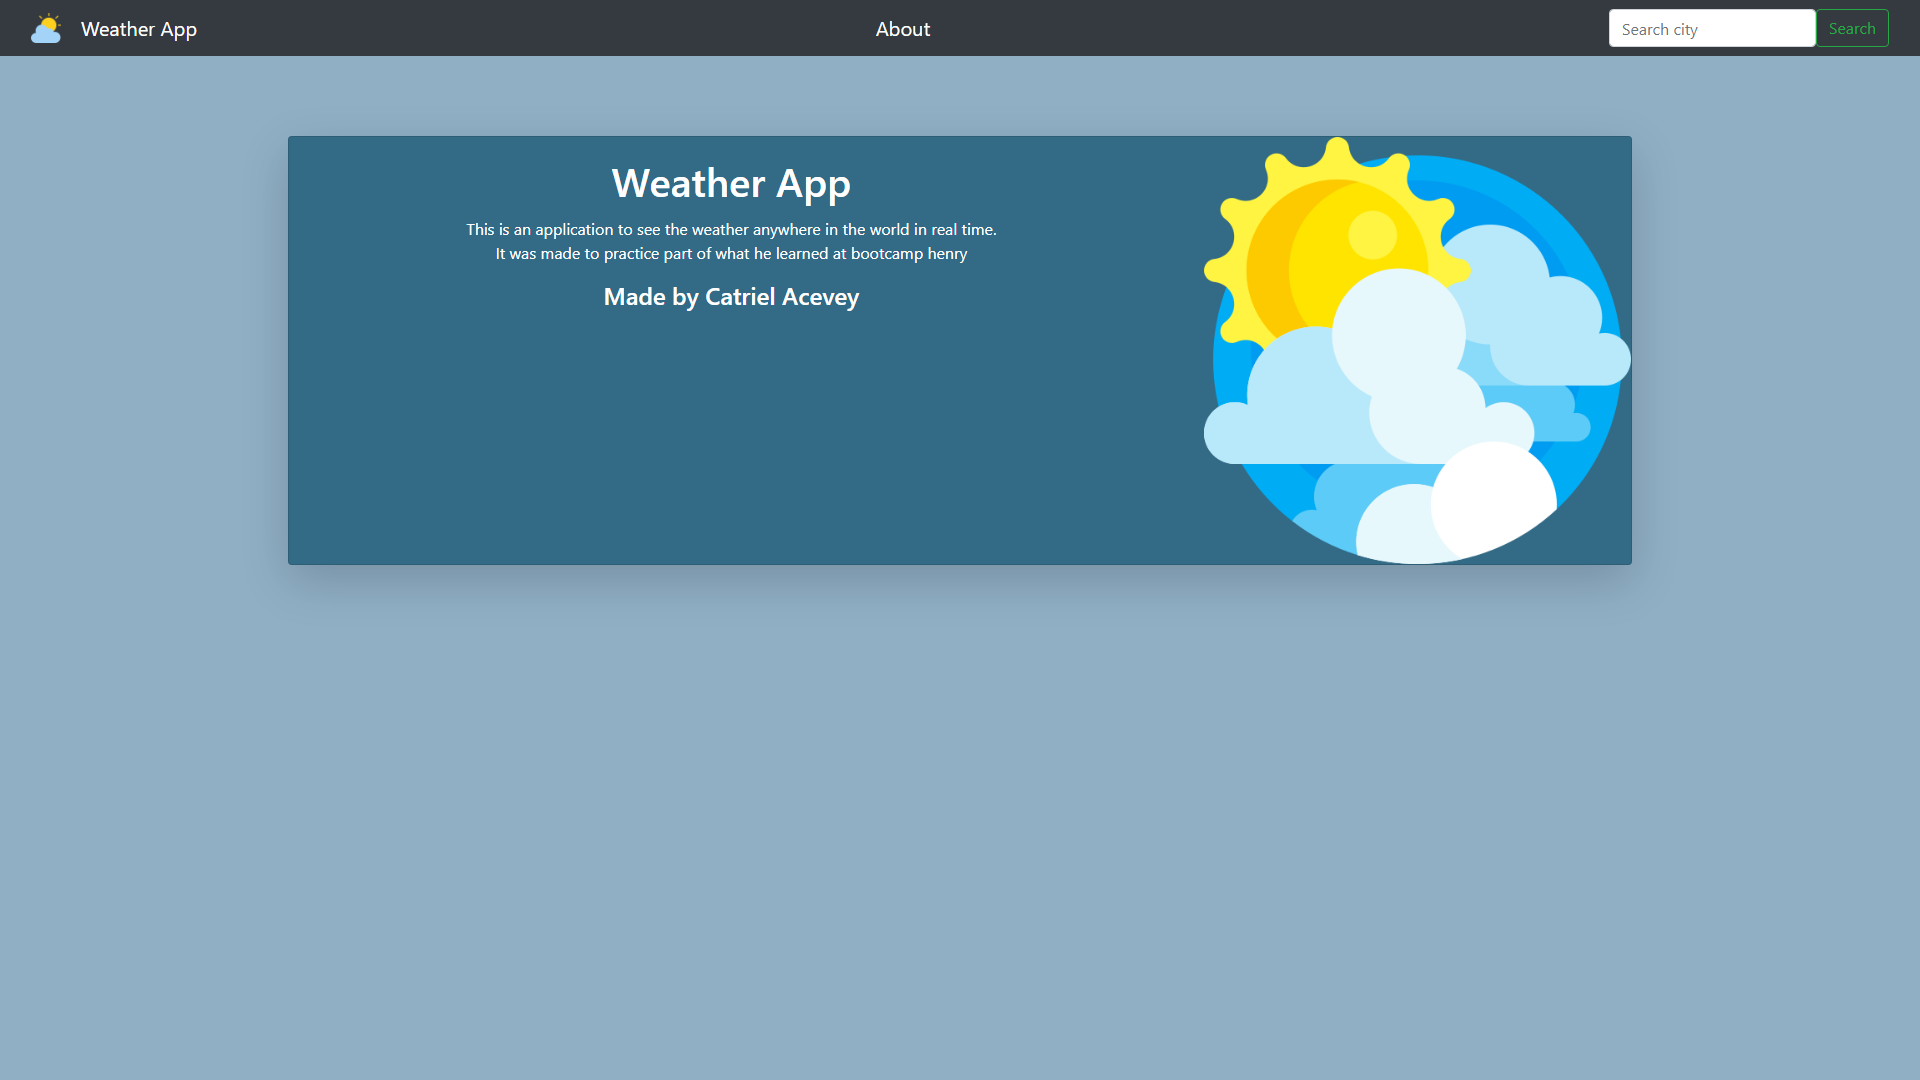 Weather App
About
Search city
Search
Weather App
This is an application to see the weather anywhere in the world in real time.
It was made to practice part of what he learned at bootcamp henry
Made by Catriel Acevey